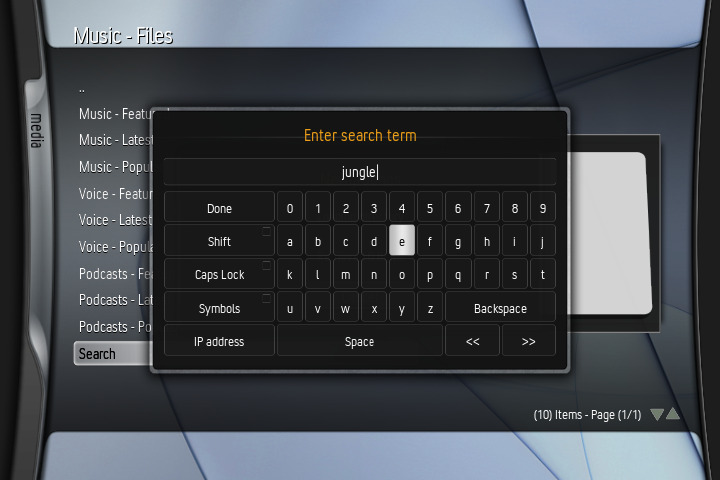 Music - Files
media
..
Music - Featu
Music - Latest
Music - Popul
Voice - Featur
Voice - Latest
Voice - Popula
Podcasts - Fea
Podcasts - Lat
Podcasts - Po
Search
Enter search term
jungle
Done 0 1 2 3 4 5 6 7 8 9
Shift a b c d e f g h i j
Caps Lock k l m n o p q r s t
Symbols u v w x y z Backspace
IP address Space << >>
(10) Items - Page (1/1)